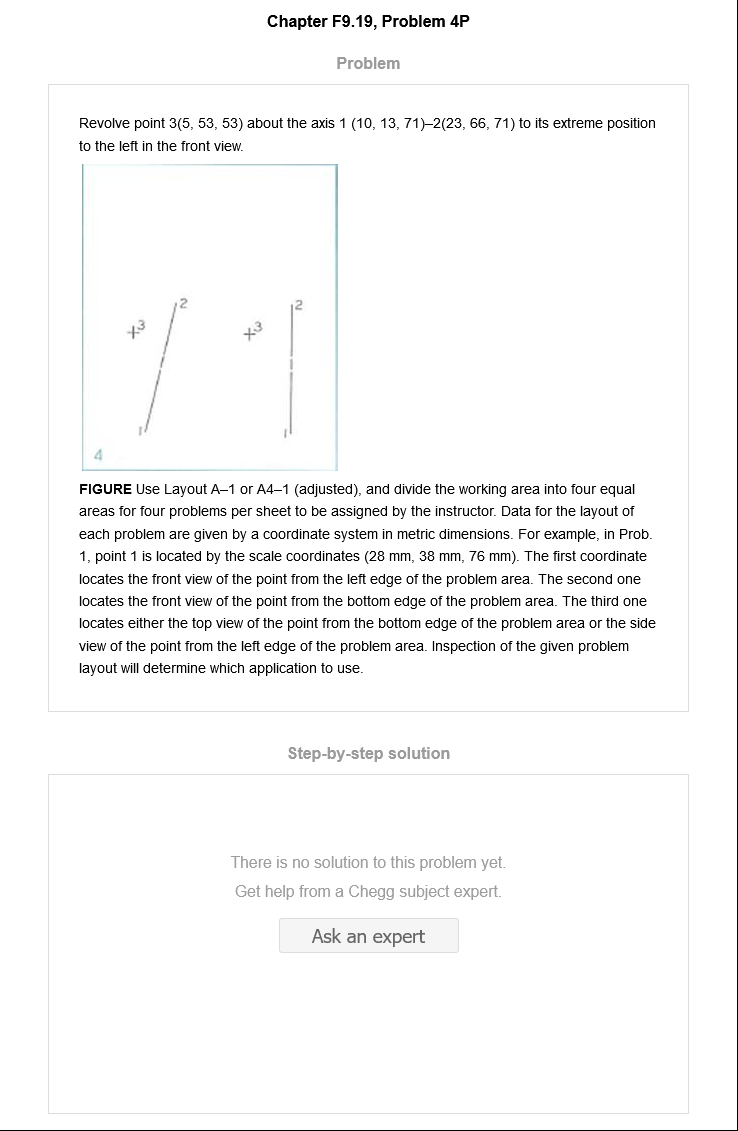 Chapter F9.19, Problem 4P
Problem
Revolve point 3(5, 53, 53) about the axis 1 (10, 13, 71)–2(23, 66, 71) to its extreme position
to the left in the front view.
2 2
3 3
1 1
4
FIGURE Use Layout A–1 or A4–1 (adjusted), and divide the working area into four equal
areas for four problems per sheet to be assigned by the instructor. Data for the layout of
each problem are given by a coordinate system in metric dimensions. For example, in Prob.
1, point 1 is located by the scale coordinates (28 mm, 38 mm, 76 mm). The first coordinate
locates the front view of the point from the left edge of the problem area. The second one
locates the front view of the point from the bottom edge of the problem area. The third one
locates either the top view of the point from the bottom edge of the problem area or the side
view of the point from the left edge of the problem area. Inspection of the given problem
layout will determine which application to use.
Step-by-step solution
There is no solution to this problem yet.
Get help from a Chegg subject expert.
Ask an expert